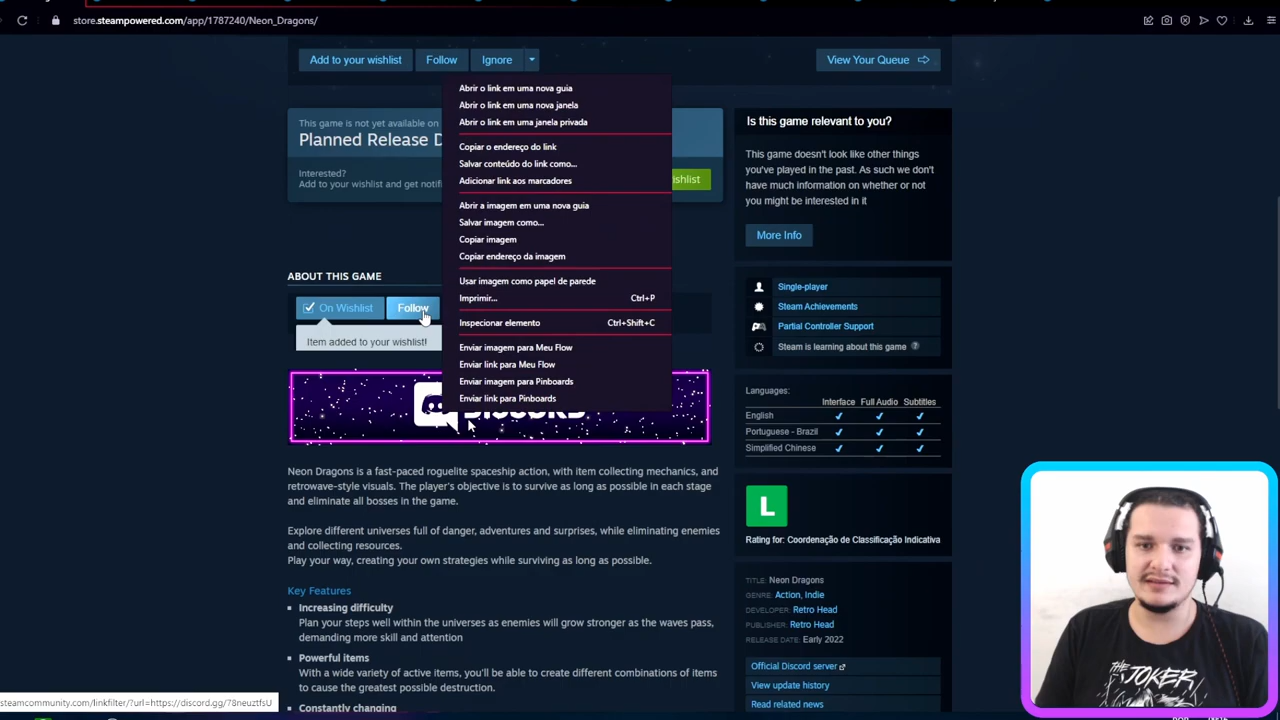 store.steampowered.com/app/1787240/Neon_Dragons/
Add to your wishlist
Follow
Ignore
View Your Queue
This game is not yet available on
Planned Release D
Interested?
Add to your wishlist and get notifi
ishlist
Abrir o link em uma nova guia
Abrir o link em uma nova janela
Abrir o link em uma janela privada
Copiar o endereço do link
Salvar conteúdo do link como...
Adicionar link aos marcadores
Abrir a imagem em uma nova guia
Salvar imagem como...
Copiar imagem
Copiar endereço da imagem
Usar imagem como papel de parede
Imprimir... Ctrl+P
Inspecionar elemento Ctrl+Shift+C
Enviar imagem para Meu Flow
Enviar link para Meu Flow
Enviar imagem para Pinboards
Enviar link para Pinboards
ABOUT THIS GAME
On Wishlist
Follow
Item added to your wishlist!
Neon Dragons is a fast-paced roguelite spaceship action, with item collecting mechanics, and
retrowave-style visuals. The player's objective is to survive as long as possible in each stage
and eliminate all bosses in the game.
Explore different universes full of danger, adventures and surprises, while eliminating enemies
and collecting resources.
Play your way, creating your own strategies while surviving as long as possible.
Key Features
Increasing difficulty
Plan your steps well within the universes as enemies will grow stronger as the waves pass,
demanding more skill and attention
Powerful items
With a wide variety of active items, you'll be able to create different combinations of items
to cause the greatest possible destruction.
Constantly changing
steamcommunity.com/linkfilter/?url=https://discord.gg/78neuztfsU
Is this game relevant to you?
This game doesn't look like other things
you've played in the past. As such we don't
have much information on whether or not
you might be interested in it
More Info
Single-player
Steam Achievements
Partial Controller Support
Steam is learning about this game ?
Languages:
Interface Full Audio Subtitles
English ✔ ✔ ✔
Portuguese - Brazil ✔ ✔ ✔
Simplified Chinese ✔ ✔ ✔
L
Rating for: Coordenação de Classificação Indicativa
TITLE: Neon Dragons
GENRE: Action, Indie
DEVELOPER: Retro Head
PUBLISHER: Retro Head
RELEASE DATE: Early 2022
Official Discord server
View update history
Read related news
THE JOKER